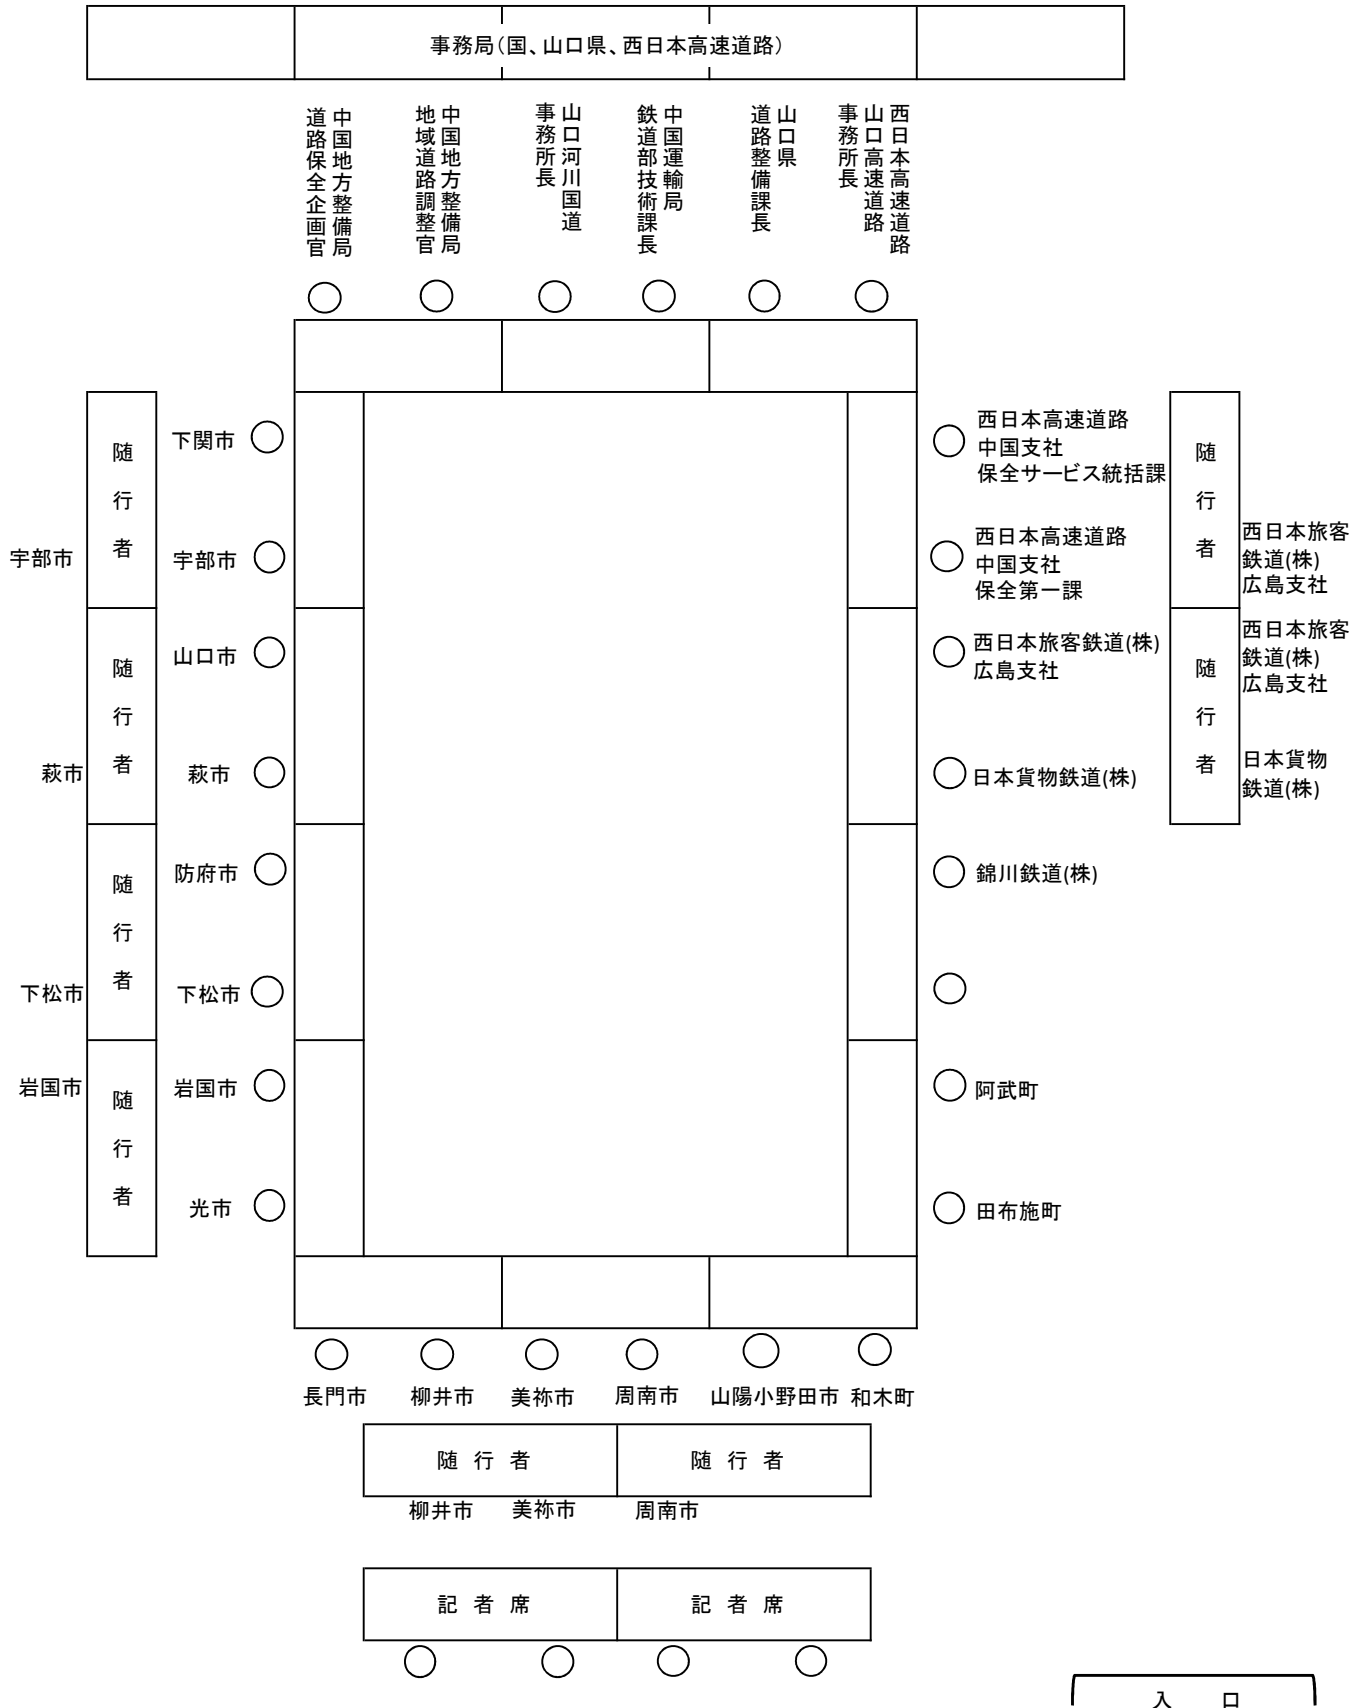 事務局（国、山口県、西日本高速道路）
中国地方整備局
道路保全企画官
中国地方整備局
地域道路調整官
山口河川国道
事務所長
中国運輸局
鉄道部技術課長
山口県
道路整備課長
西日本高速道路
山口高速道路
事務所長
随行者
下関市
宇部市
宇部市
随行者
山口市
萩市
萩市
随行者
防府市
下松市
下松市
随行者
岩国市
岩国市
光市
西日本高速道路
中国支社
保全サービス統括課
西日本高速道路
中国支社
保全第一課
西日本旅客鉄道(株)
広島支社
日本貨物鉄道(株)
錦川鉄道(株)
阿武町
田布施町
随行者
西日本旅客
鉄道(株)
広島支社
随行者
西日本旅客
鉄道(株)
広島支社
日本貨物
鉄道(株)
長門市 柳井市 美祢市 周南市 山陽小野田市 和木町
随行者 随行者
柳井市 美祢市 周南市
記者席 記者席
入 口